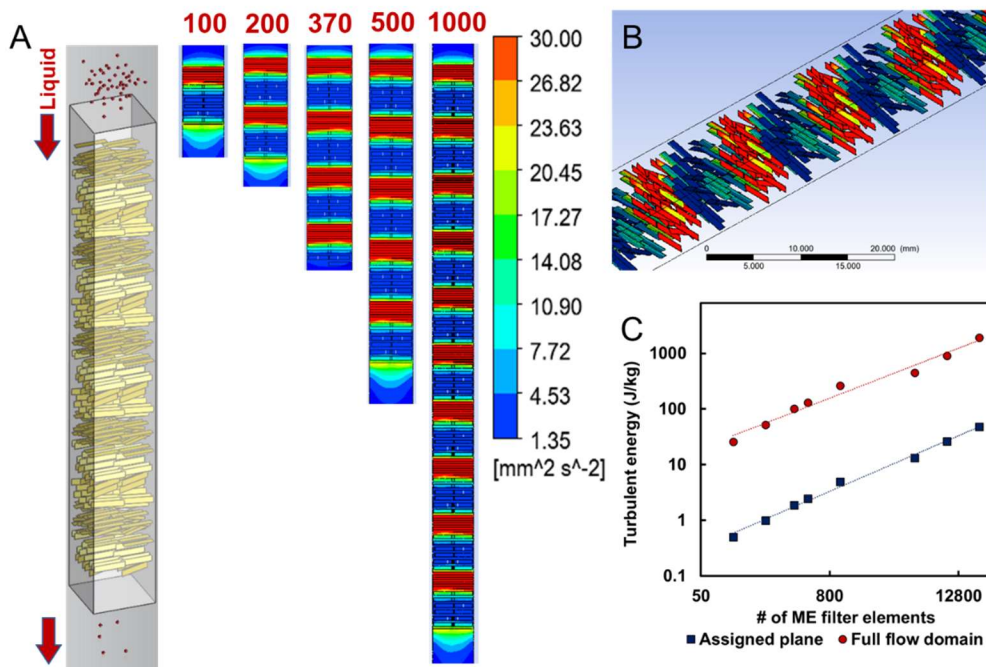 A
Liquid
100 200 370 500 1000
30.00
26.82
23.63
20.45
17.27
14.08
10.90
7.72
4.53
1.35
[mm^2 s^-2]
B
0 10.000 20.000 (mm)
5.000 15.000
C
Turbulent energy (J/kg)
1000
100
10
1
0.1
50 800 12800
# of ME filter elements
Assigned plane Full flow domain